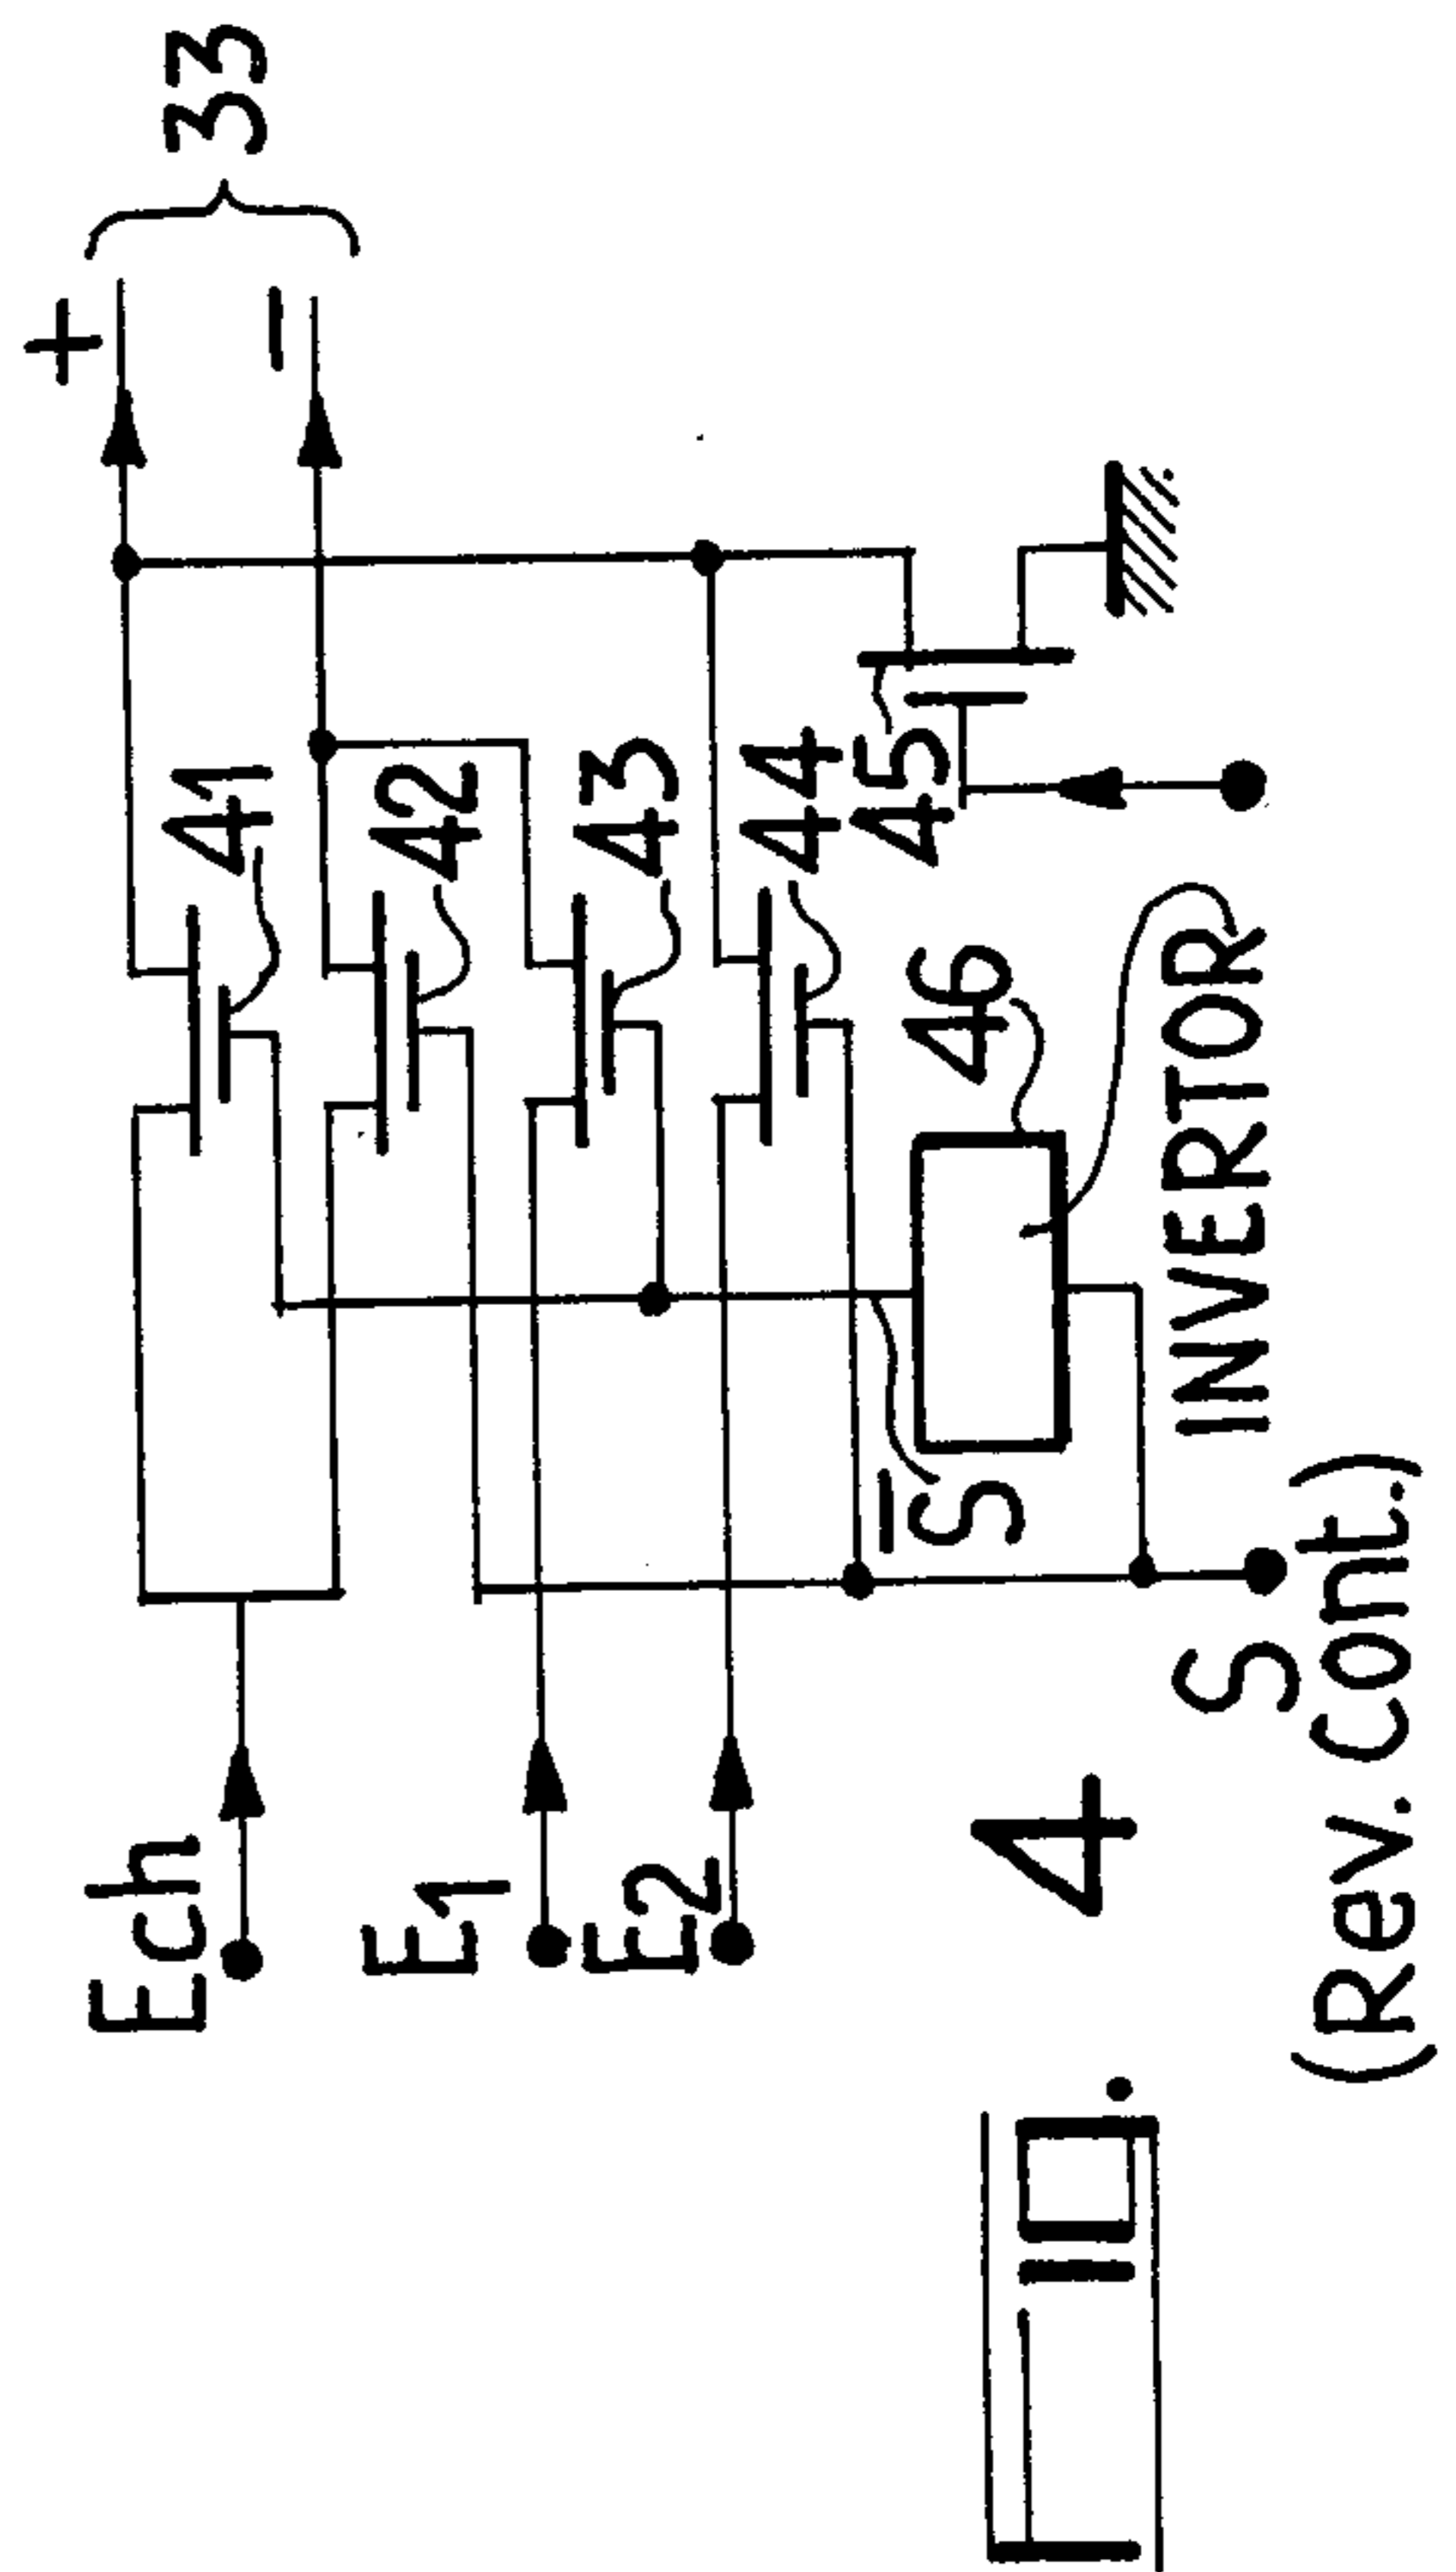 33
+
−
Ech
41
42
E1
43
E2
44
45
46
S̅
INVERTOR
S
(Rev. Cont.)
FIG. 4